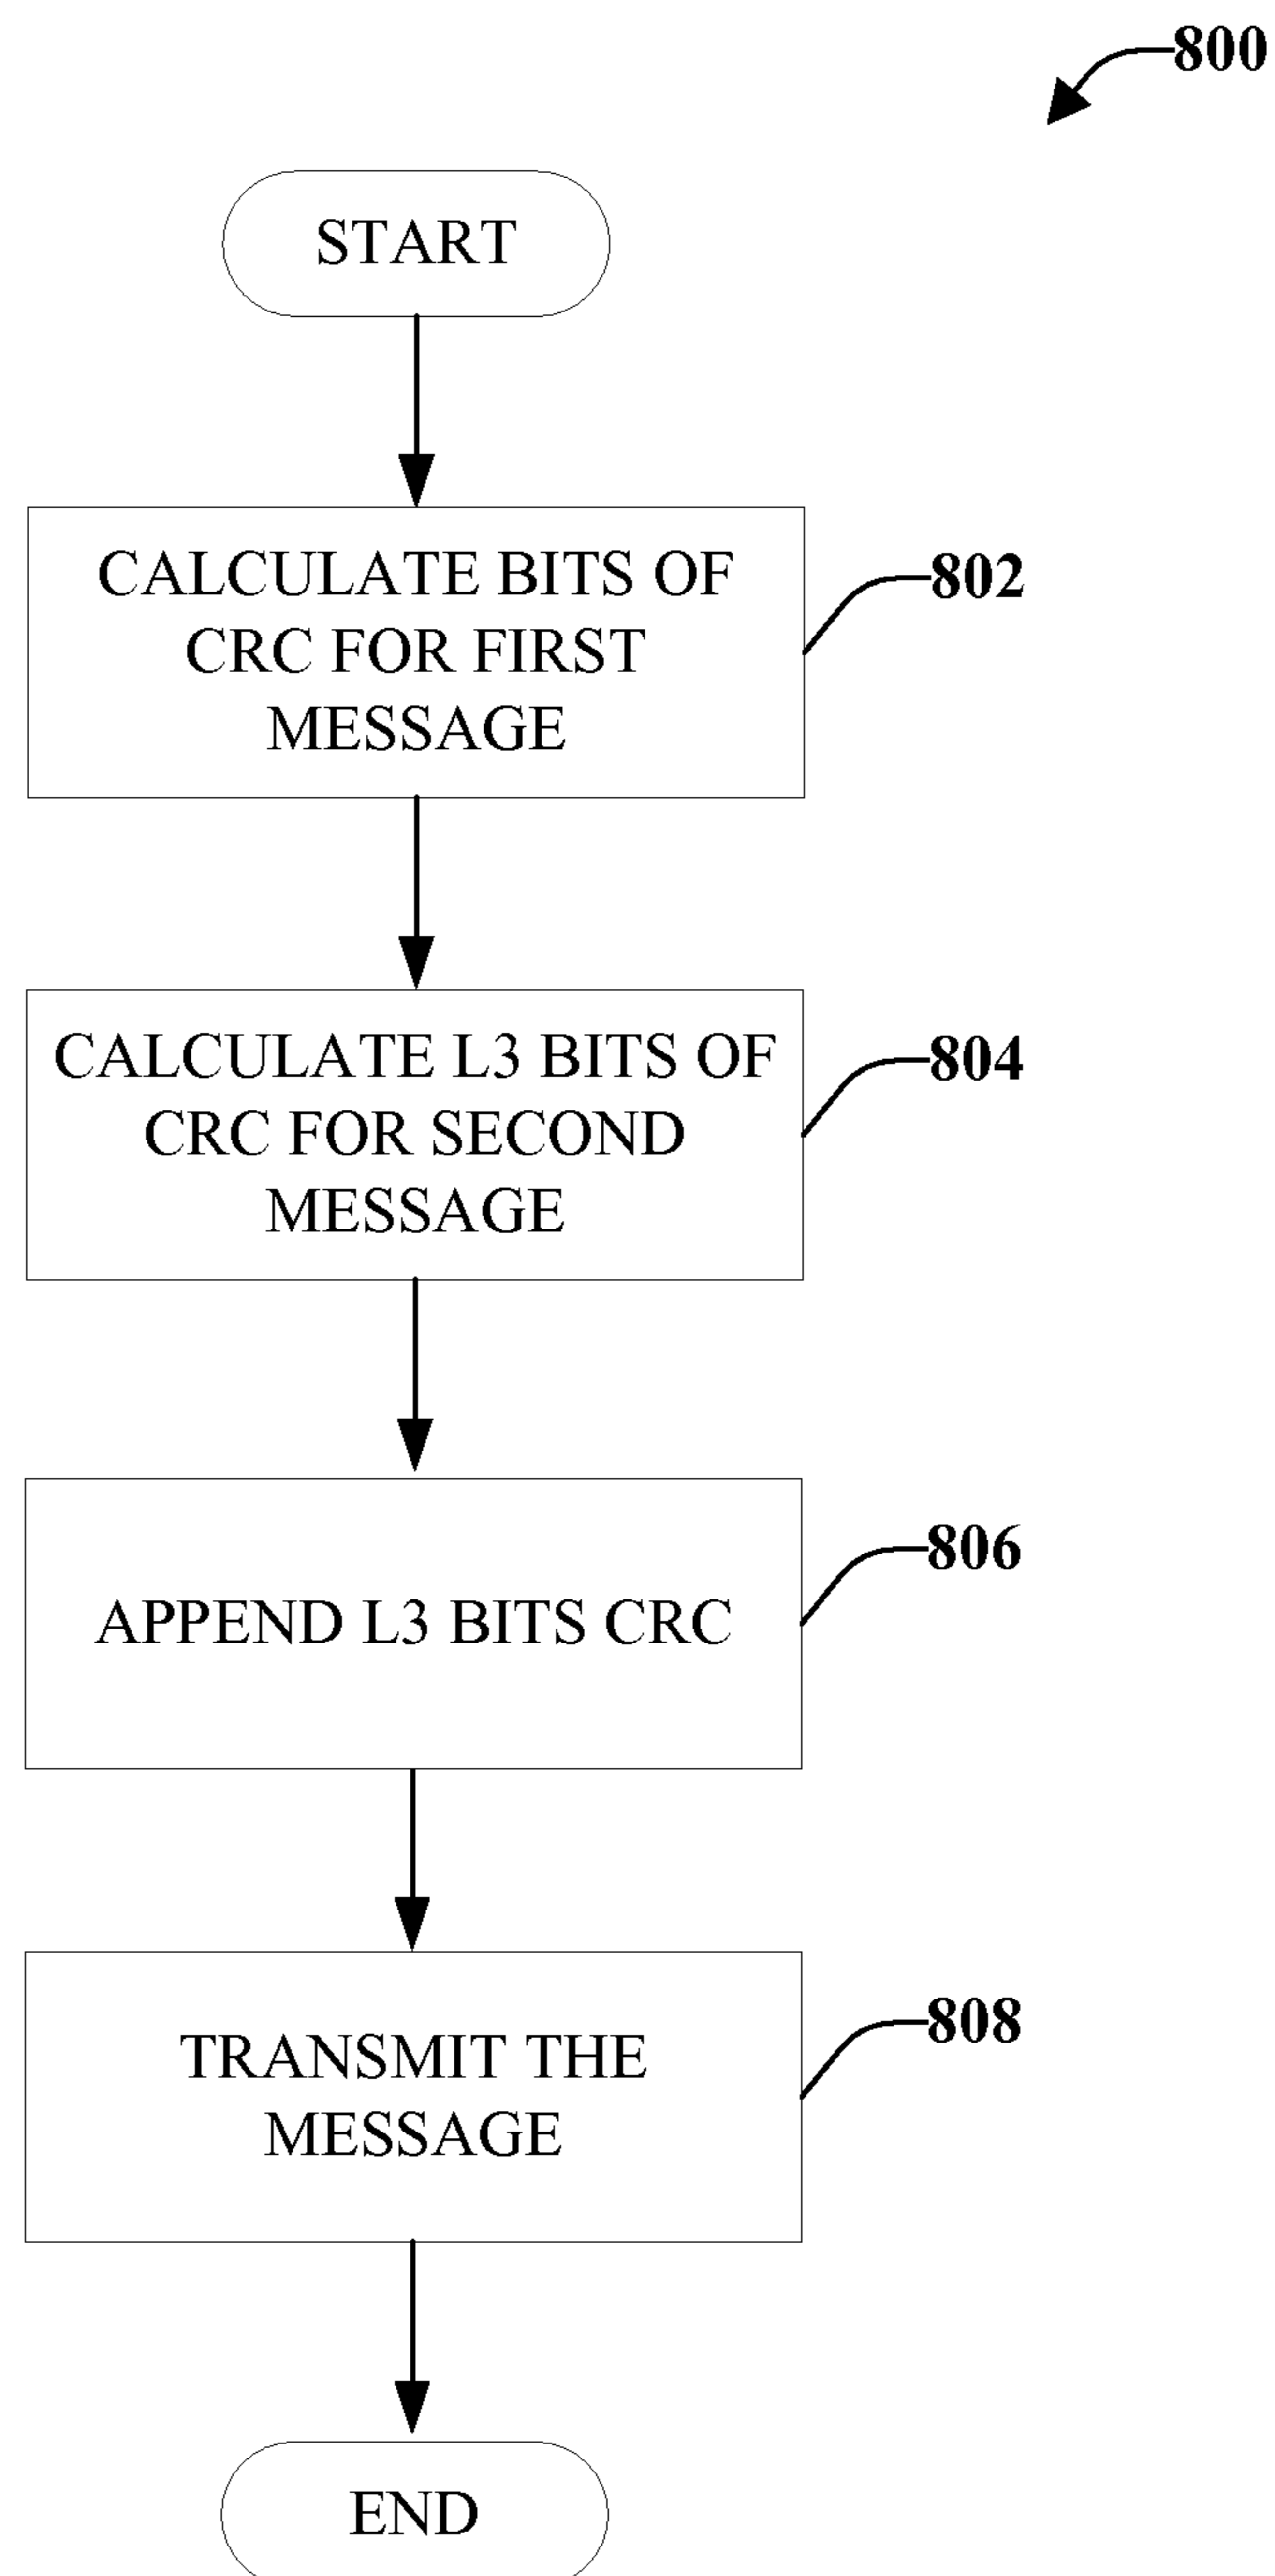 800
START
CALCULATE BITS OF
CRC FOR FIRST
MESSAGE
802
CALCULATE L3 BITS OF
CRC FOR SECOND
MESSAGE
804
APPEND L3 BITS CRC
806
TRANSMIT THE
MESSAGE
808
END